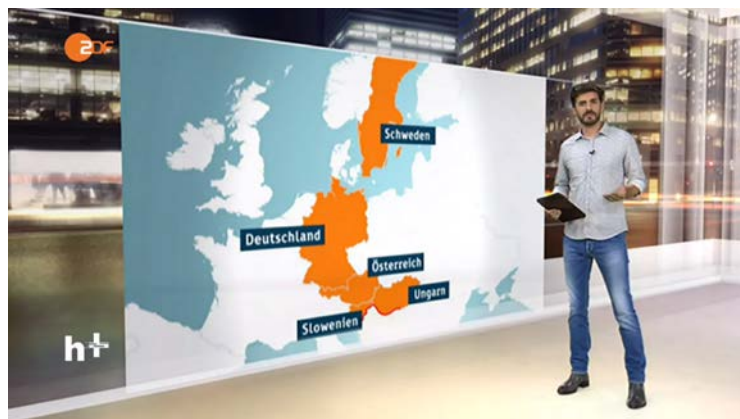 ZDF
Schweden
Deutschland
Österreich
Ungarn
Slowenien
h+